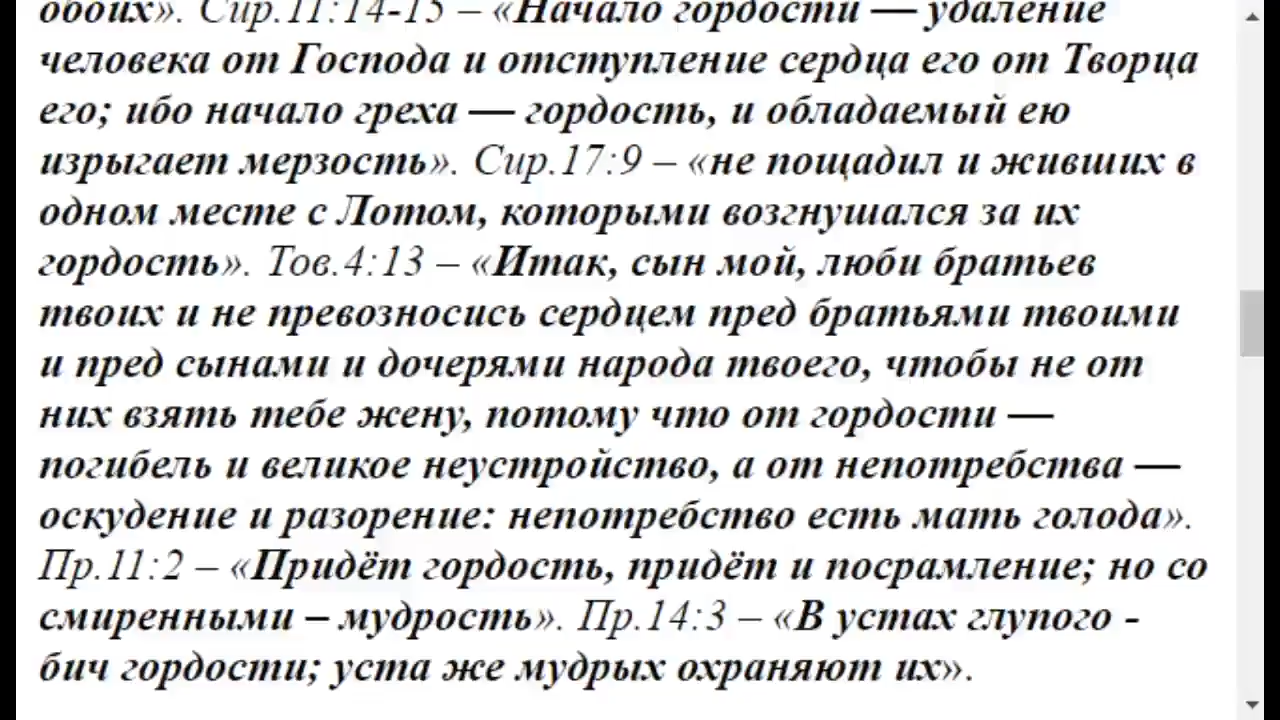 обоих». Сир.11:14-15 – «Начало гордости — удаление
человека от Господа и отступление сердца его от Творца
его; ибо начало греха — гордость, и обладаемый ею
изрыгает мерзость». Сир.17:9 – «не пощадил и живших в
одном месте с Лотом, которыми возгнушался за их
гордость». Тов.4:13 – «Итак, сын мой, люби братьев
твоих и не превозносись сердцем пред братьями твоими
и пред сынами и дочерями народа твоего, чтобы не от
них взять тебе жену, потому что от гордости —
погибель и великое неустройство, а от непотребства —
оскудение и разорение: непотребство есть мать голода».
Пр.11:2 – «Придёт гордость, придёт и посрамление; но со
смиренными – мудрость». Пр.14:3 – «В устах глупого -
бич гордости; уста же мудрых охраняют их».